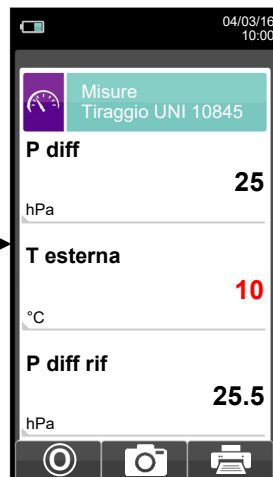 04/03/16
10:00
Misure
Tiraggio UNI 10845
P diff
25
hPa
T esterna
10
°C
P diff rif
25.5
hPa